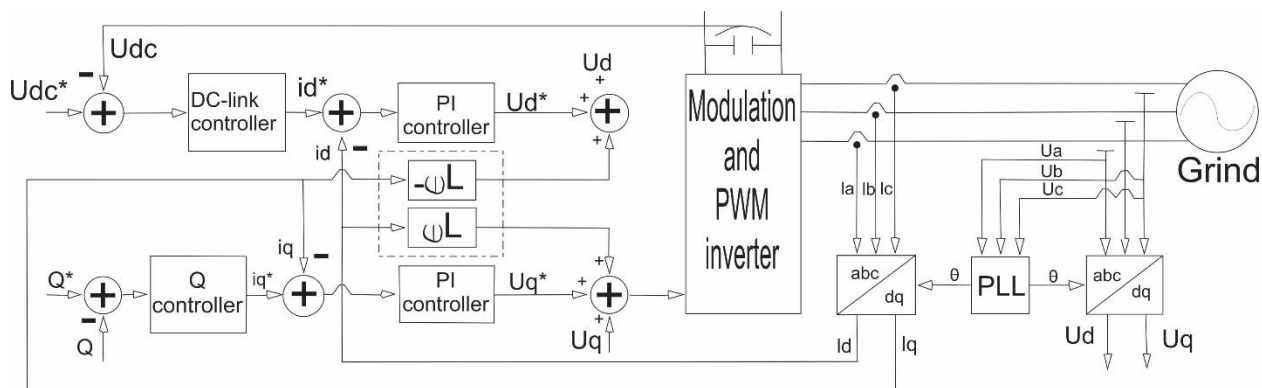 Udc
Udc*
DC-link
controller
id*
PI
controller
Ud*
Ud
Modulation
and
PWM
inverter
Grind
id
-ωL
ωL
iq
Q*
Q
controller
iq*
PI
controller
Uq*
Q
Uq
Ia
Ib
Ic
Ua
Ub
Uc
abc
dq
θ
PLL
θ
abc
dq
Id
Iq
Ud
Uq